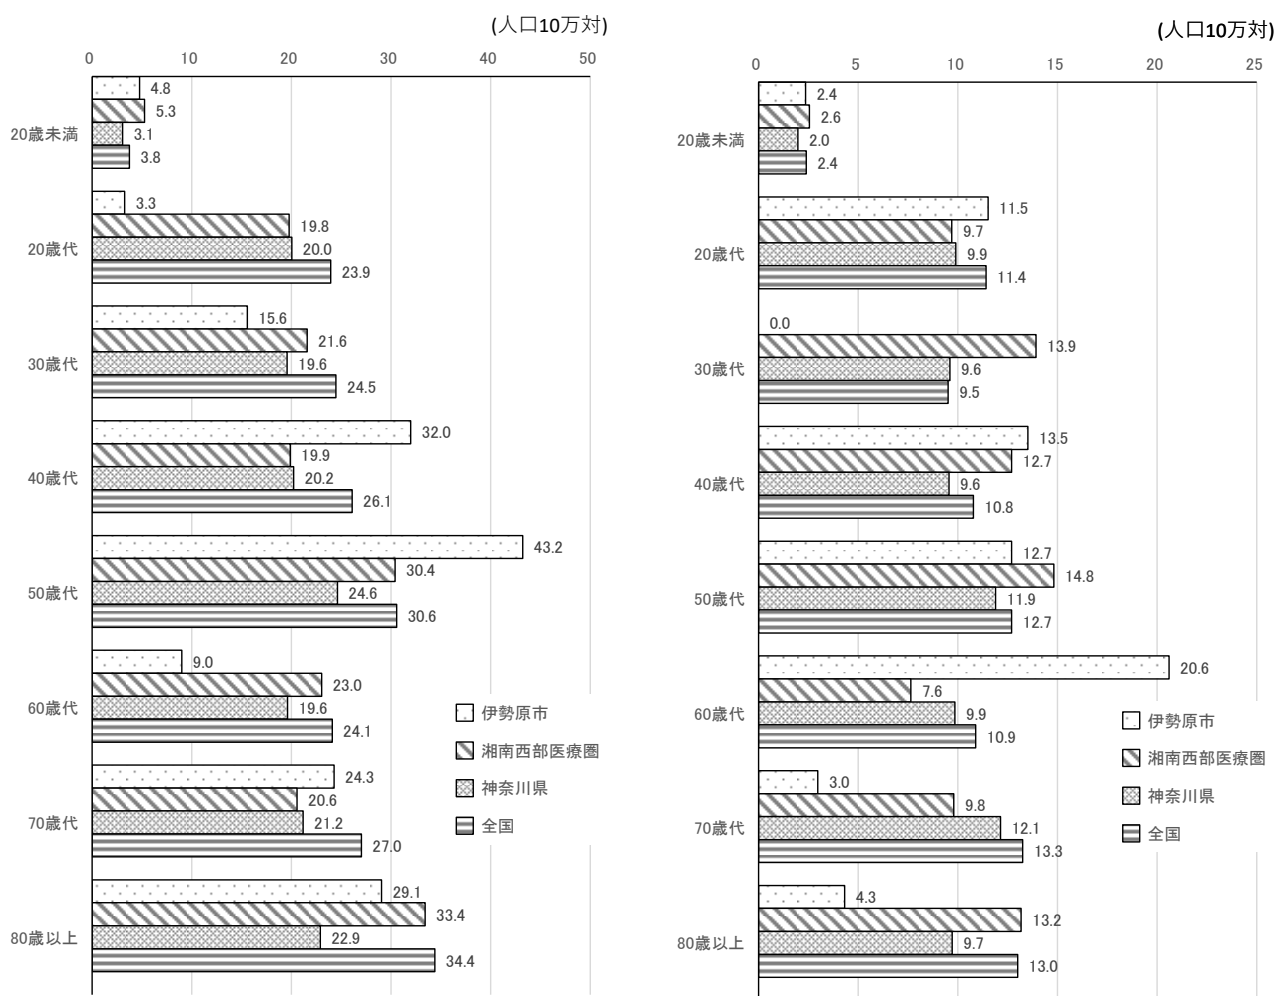 (人口10万対)
0 10 20 30 40 50
20歳未満
4.8
5.3
3.1
3.8
20歳代
3.3
19.8
20.0
23.9
30歳代
15.6
21.6
19.6
24.5
40歳代
32.0
19.9
20.2
26.1
50歳代
43.2
30.4
24.6
30.6
60歳代
9.0
23.0
19.6
24.1
70歳代
24.3
20.6
21.2
27.0
80歳以上
29.1
33.4
22.9
34.4
伊勢原市
湘南西部医療圏
神奈川県
全国
(人口10万対)
0 5 10 15 20 25
20歳未満
2.4
2.6
2.0
2.4
20歳代
11.5
9.7
9.9
11.4
30歳代
0.0
13.9
9.6
9.5
40歳代
13.5
12.7
9.6
10.8
50歳代
12.7
14.8
11.9
12.7
60歳代
20.6
7.6
9.9
10.9
70歳代
3.0
9.8
12.1
13.3
80歳以上
4.3
13.2
9.7
13.0
伊勢原市
湘南西部医療圏
神奈川県
全国